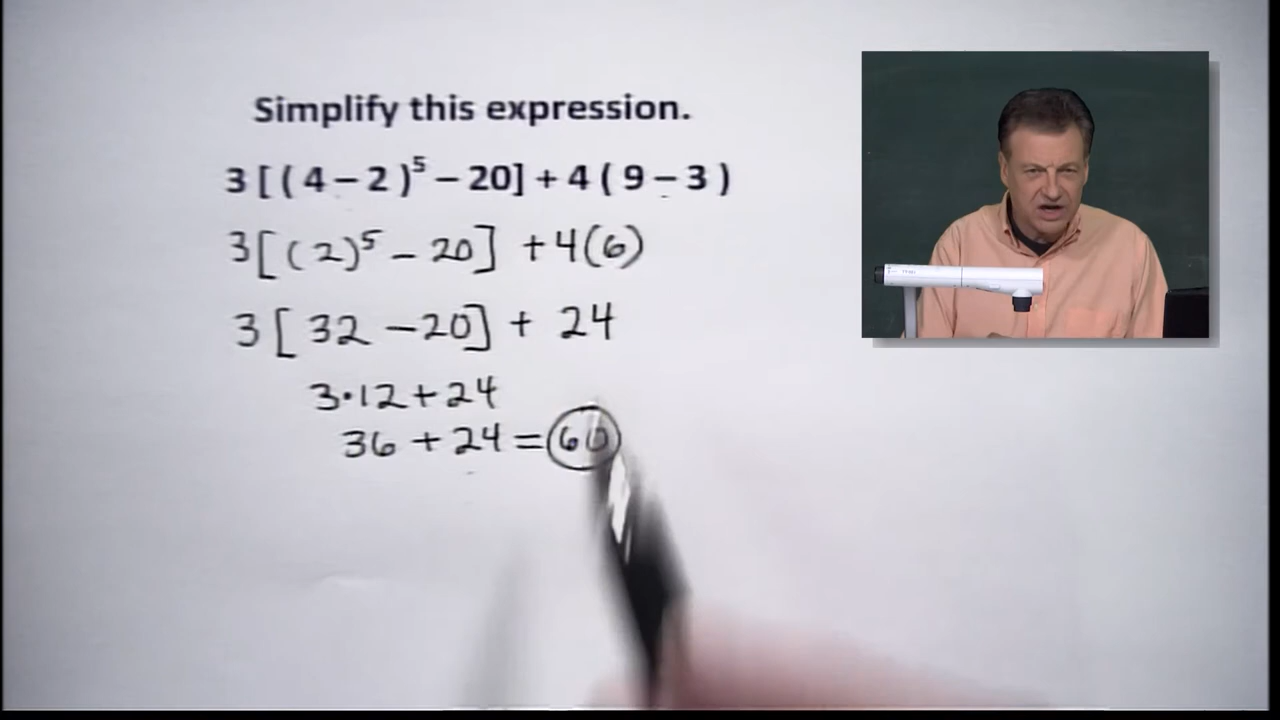 Simplify this expression.
3 [ ( 4 – 2 )⁵ – 20] + 4 ( 9 – 3 )
3[(2)⁵ – 20] + 4(6)
3[ 32 – 20] + 24
3·12 + 24
36 + 24 = 60